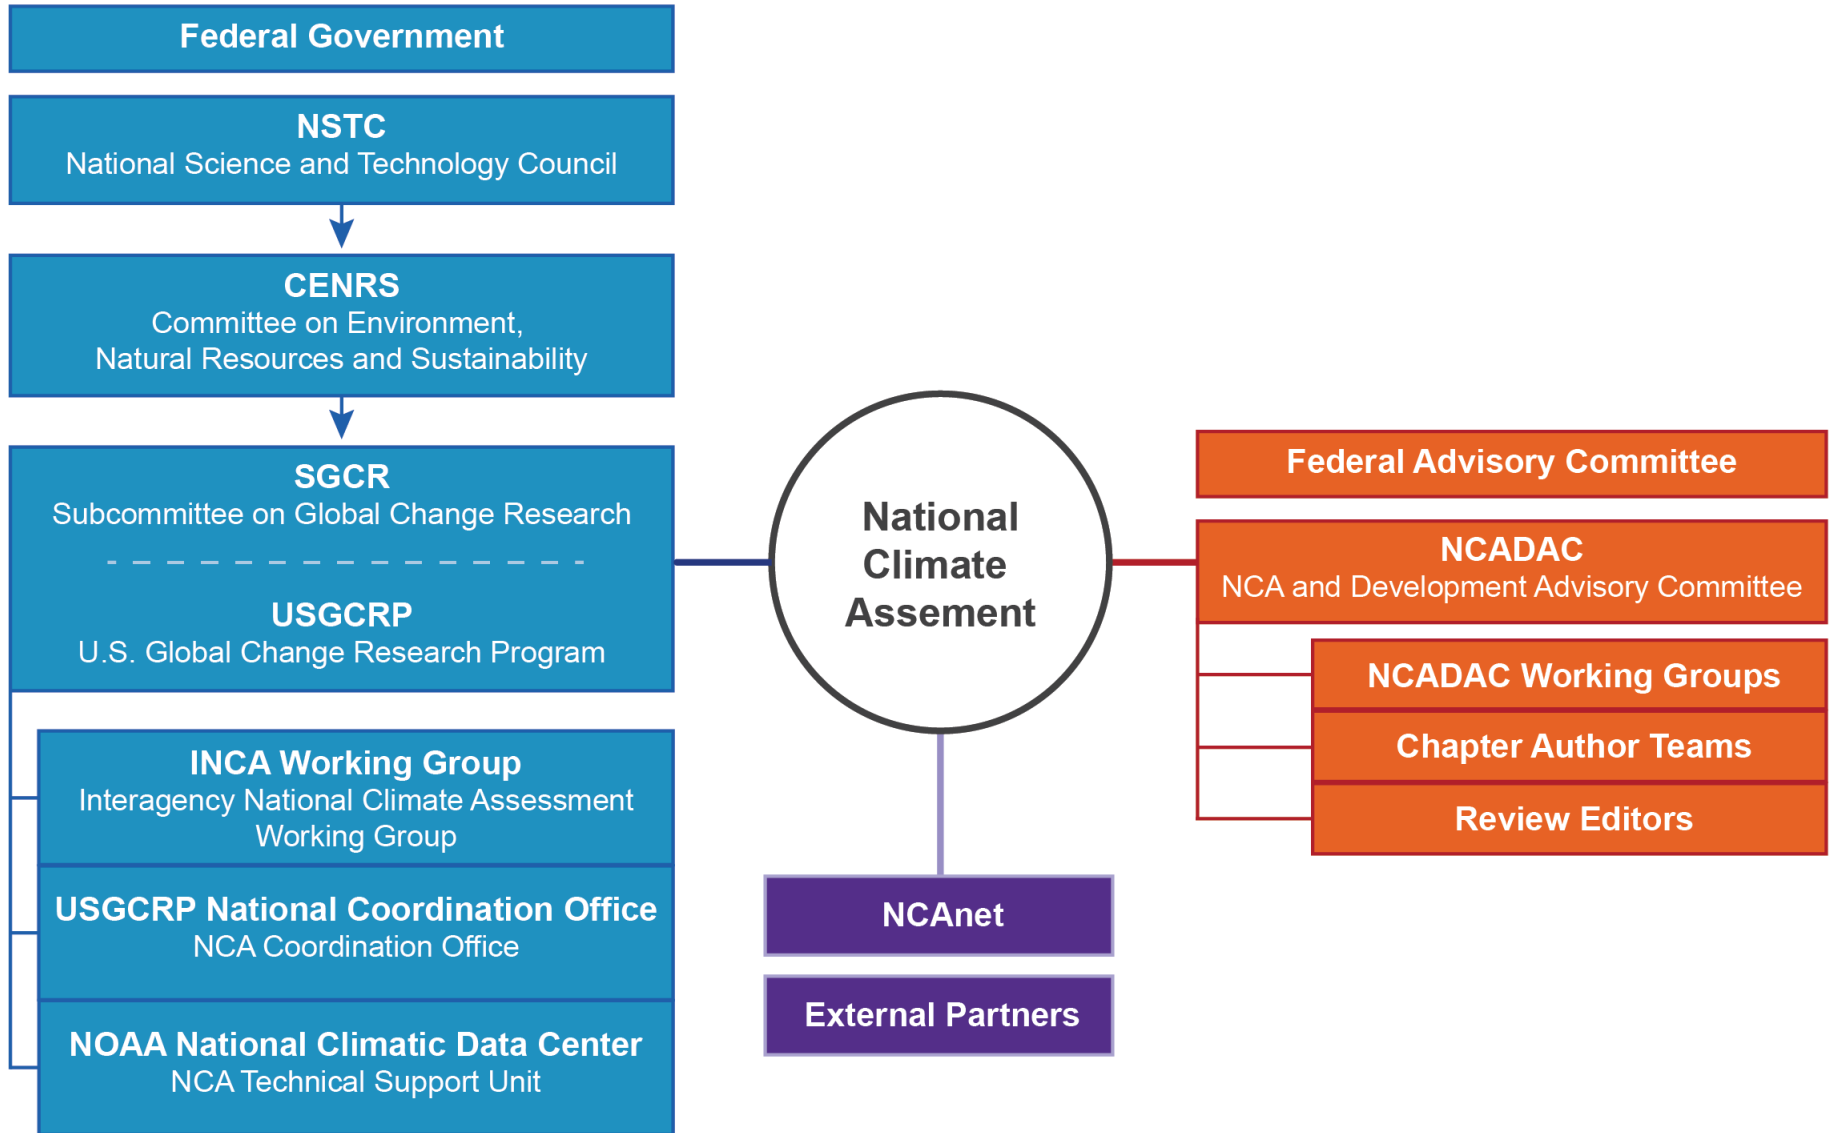 Federal Government
NSTC
National Science and Technology Council
CENRS
Committee on Environment,
Natural Resources and Sustainability
SGCR
Subcommittee on Global Change Research
USGCRP
U.S. Global Change Research Program
INCA Working Group
Interagency National Climate Assessment
Working Group
USGCRP National Coordination Office
NCA Coordination Office
NOAA National Climatic Data Center
NCA Technical Support Unit
National
Climate
Assement
NCAnet
External Partners
Federal Advisory Committee
NCADAC
NCA and Development Advisory Committee
NCADAC Working Groups
Chapter Author Teams
Review Editors